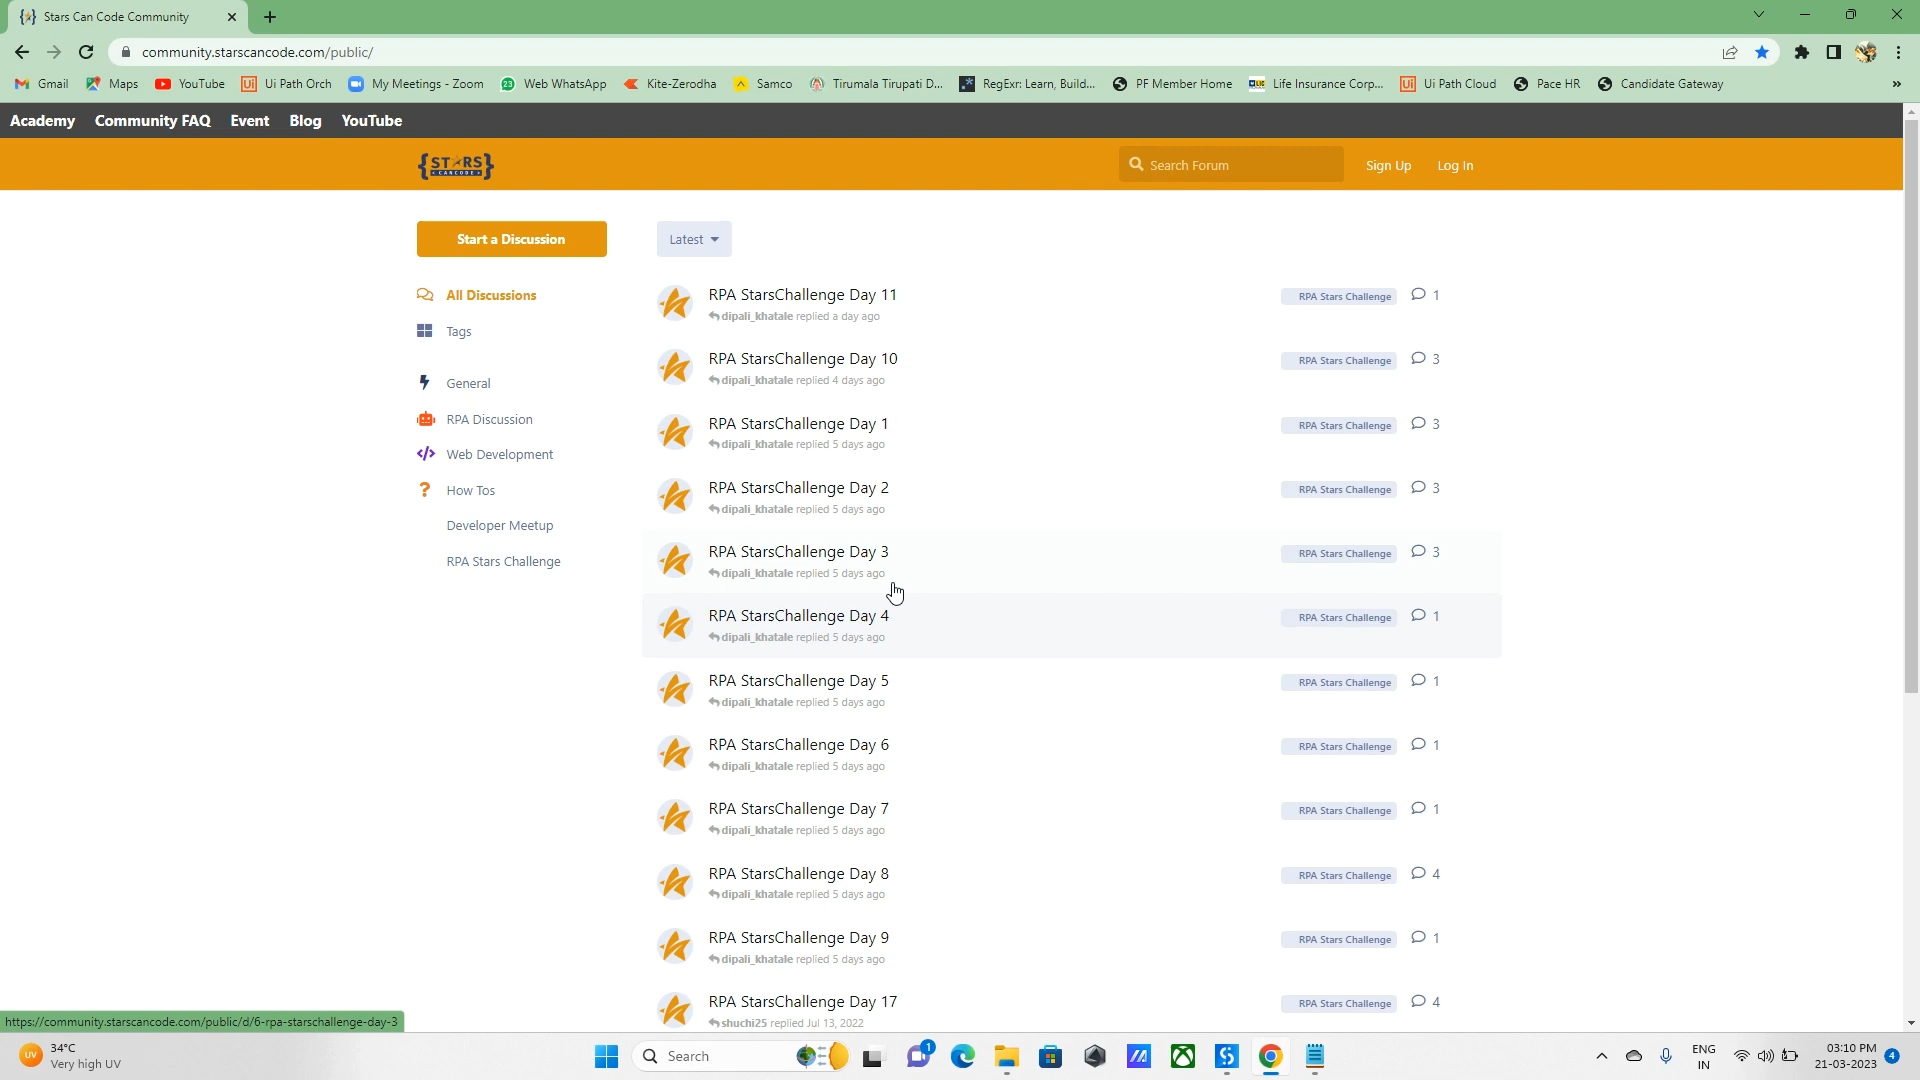 Stars Can Code Community
community.starscancode.com/public/
Gmail Maps YouTube Ui Path Orch My Meetings - Zoom Web WhatsApp Kite-Zerodha Samco Tirumala Tirupati D... RegExr: Learn, Build... PF Member Home Life Insurance Corp... Ui Path Cloud Pace HR Candidate Gateway »
Academy Community FAQ Event Blog YouTube
{STARS CANCODE} Search Forum Sign Up Log In
Start a Discussion Latest
All Discussions
Tags
General
RPA Discussion
Web Development
How Tos
Developer Meetup
RPA Stars Challenge
RPA StarsChallenge Day 11 RPA Stars Challenge 1
dipali_khatale replied a day ago
RPA StarsChallenge Day 10 RPA Stars Challenge 3
dipali_khatale replied 4 days ago
RPA StarsChallenge Day 1 RPA Stars Challenge 3
dipali_khatale replied 5 days ago
RPA StarsChallenge Day 2 RPA Stars Challenge 3
dipali_khatale replied 5 days ago
RPA StarsChallenge Day 3 RPA Stars Challenge 3
dipali_khatale replied 5 days ago
RPA StarsChallenge Day 4 RPA Stars Challenge 1
dipali_khatale replied 5 days ago
RPA StarsChallenge Day 5 RPA Stars Challenge 1
dipali_khatale replied 5 days ago
RPA StarsChallenge Day 6 RPA Stars Challenge 1
dipali_khatale replied 5 days ago
RPA StarsChallenge Day 7 RPA Stars Challenge 1
dipali_khatale replied 5 days ago
RPA StarsChallenge Day 8 RPA Stars Challenge 4
dipali_khatale replied 5 days ago
RPA StarsChallenge Day 9 RPA Stars Challenge 1
dipali_khatale replied 5 days ago
RPA StarsChallenge Day 17 RPA Stars Challenge 4
shuchi25 replied Jul 13, 2022
https://community.starscancode.com/public/d/6-rpa-starschallenge-day-3
UV 34°C
Very high UV
Search
1
ENG
IN
03:10 PM
21-03-2023
4